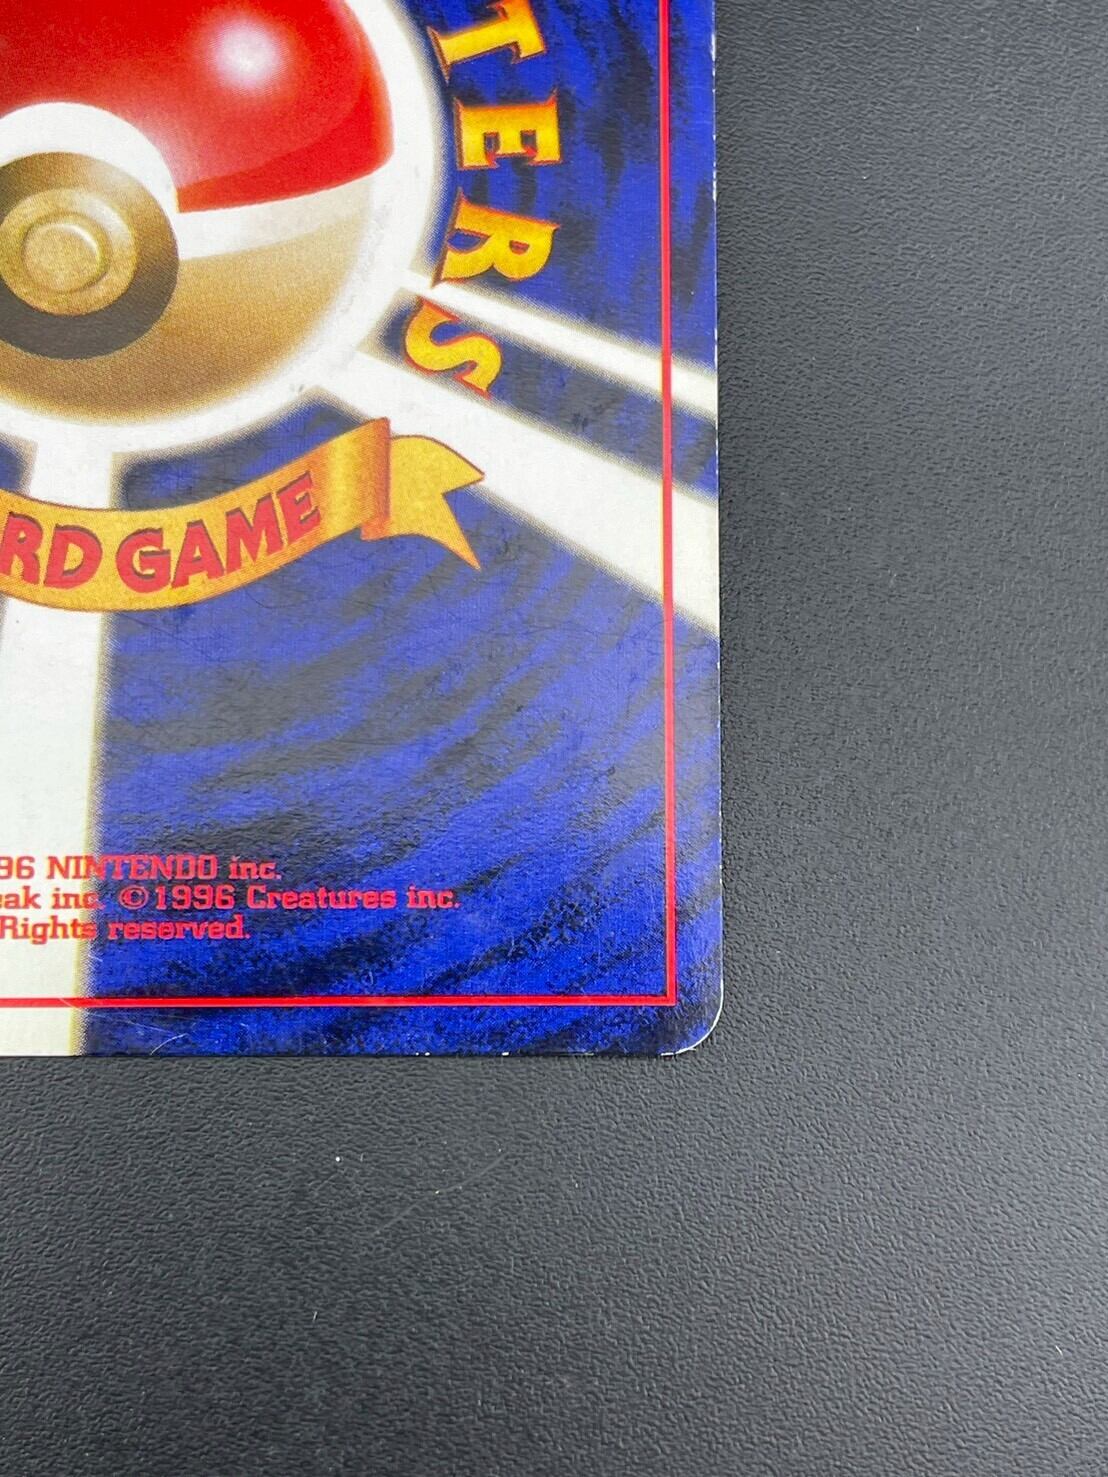 TERS
RD GAME
96 NINTENDO inc.
eak inc. ©1996 Creatures inc.
Rights reserved.